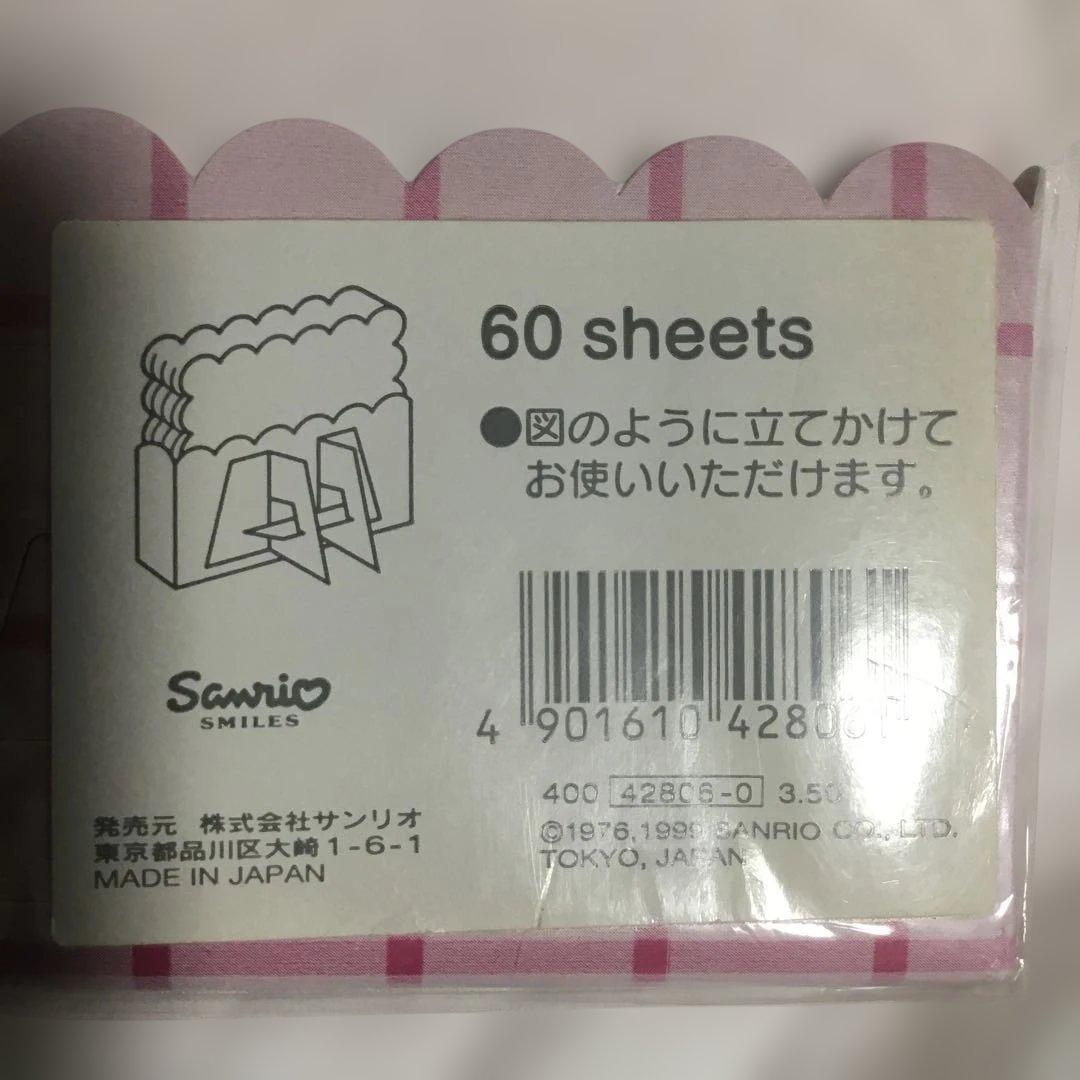 60 sheets
●図のように立てかけて
お使いいただけます。
Sanrio
SMILES
4 901610 428061
400 42806-0 3.50
発売元 株式会社サンリオ
東京都品川区大崎1-6-1
MADE IN JAPAN
©1976,1999 SANRIO CO., LTD.
TOKYO, JAPAN